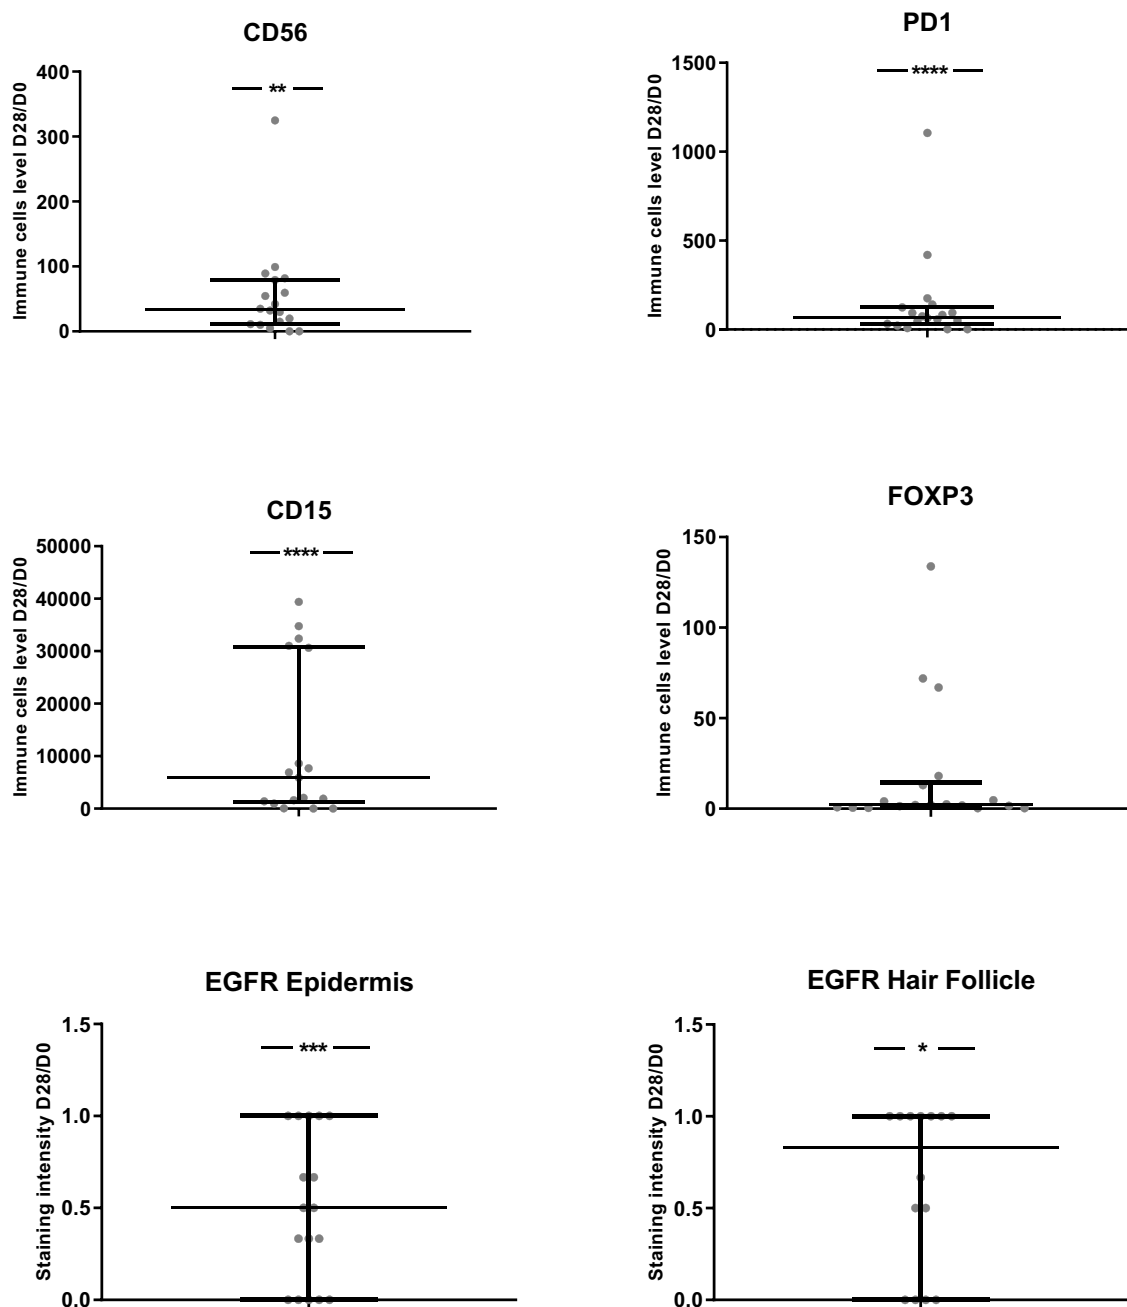 CD56
Immune cells level D28/D0
400
300
200
100
0
**
PD1
Immune cells level D28/D0
1500
1000
500
0
****
CD15
Immune cells level D28/D0
50000
40000
30000
20000
10000
0
****
FOXP3
Immune cells level D28/D0
150
100
50
0
EGFR Epidermis
Staining intensity D28/D0
1.5
1.0
0.5
0.0
***
EGFR Hair Follicle
Staining intensity D28/D0
1.5
1.0
0.5
0.0
*